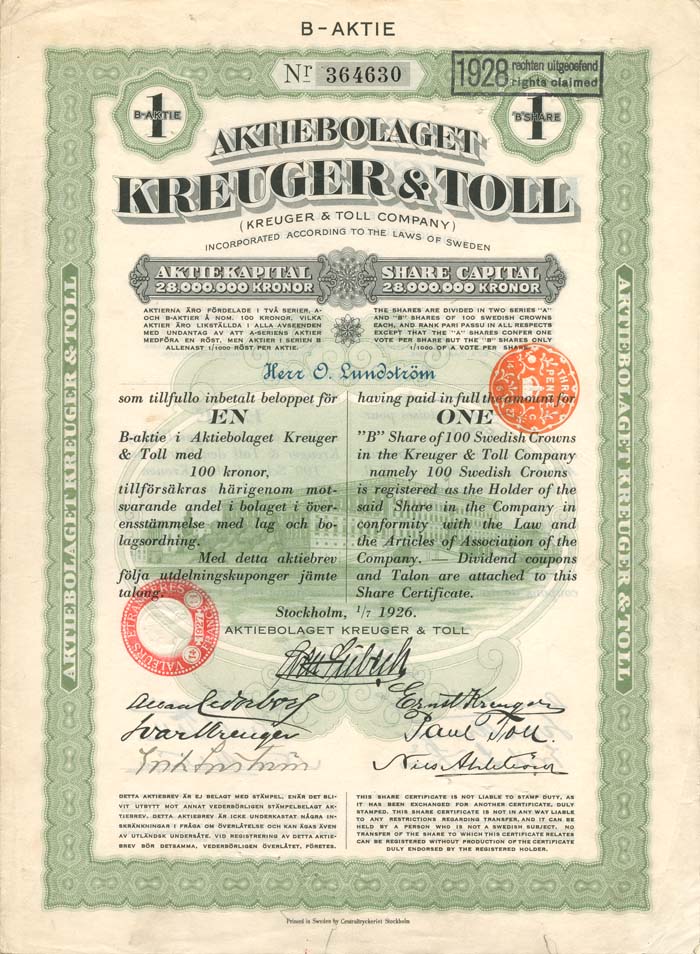 B-AKTIE
Nr 364630
1928 rechten uitgeoefend
rights claimed
1
B-AKTIE
1
"B" SHARE
AKTIEBOLAGET
KREUGER & TOLL
(KREUGER & TOLL COMPANY)
INCORPORATED ACCORDING TO THE LAWS OF SWEDEN
AKTIEKAPITAL
28.000.000 KRONOR
SHARE CAPITAL
28.000.000 KRONOR
AKTIERNA ÄRO FÖRDELADE I TVÅ SERIER, A-
OCH B-AKTIER Å NOM. 100 KRONOR, VILKA
AKTIER ÄRO LIKSTÄLLDA I ALLA AVSEENDEN
MED UNDANTAG AV ATT A-SERIENS AKTIER
MEDFÖRA EN RÖST, MEN AKTIER I SERIEN B
ALLENAST 1/1000 RÖST PER AKTIE.
THE SHARES ARE DIVIDED IN TWO SERIES "A"
AND "B" SHARES OF 100 SWEDISH CROWNS
EACH, AND RANK PARI PASSU IN ALL RESPECTS
EXCEPT THAT THE "A" SHARES CONFER ONE
VOTE PER SHARE BUT THE "B" SHARES ONLY
1/1000 OF A VOTE PER SHARE.
Herr O. Lundström
THREE PENCE
som tillfullo inbetalt beloppet för
EN
B-aktie i Aktiebolaget Kreuger
& Toll med
100 kronor,
tillförsäkras härigenom mot-
svarande andel i bolaget i över-
ensstämmelse med lag och bo-
lagsordning.
Med detta aktiebrev
följa utdelningskuponger jämte
talong.
having paid in full the amount for
ONE
"B" Share of 100 Swedish Crowns
in the Kreuger & Toll Company
namely 100 Swedish Crowns
is registered as the Holder of the
said Share in the Company in
conformity with the Law and
the Articles of Association of the
Company. — Dividend coupons
and Talon are attached to this
Share Certificate.
Stockholm, 1/7 1926.
AKTIEBOLAGET KREUGER & TOLL
VALEURS ETRANGERES
1927
Ernst Kreuger
Ivar Kreuger
Paul Toll
Nils Ahlström
DETTA AKTIEBREV ÄR EJ BELAGT MED STÄMPEL, ENÄR DET BLI-
VIT UTBYTT MOT ANNAT VEDERBÖRLIGEN STÄMPELBELAGT AK-
TIEBREV. DETTA AKTIEBREV ÄR ICKE UNDERKASTAT NÅGRA IN-
SKRÄNKNINGAR I FRÅGA OM ÖVERLÅTELSE OCH KAN ÄGAS ÄVEN
AV UTLÄNDSK UNDERSÅTE. VID REGISTRERING AV DETTA AKTIE-
BREV BÖR DETSAMMA, VEDERBÖRLIGEN ÖVERLÅTET, FÖRETES.
THIS SHARE CERTIFICATE IS NOT LIABLE TO STAMP DUTY, AS
IT HAS BEEN EXCHANGED FOR ANOTHER CERTIFICATE, DULY
STAMPED. THIS SHARE CERTIFICATE IS NOT IN ANY WAY LIABLE
TO ANY RESTRICTIONS REGARDING TRANSFER, AND IT CAN BE
HELD BY A PERSON WHO IS NOT A SWEDISH SUBJECT. NO
TRANSFER OF THE SHARE TO WHICH THIS CERTIFICATE RELATES
CAN BE REGISTERED WITHOUT PRODUCTION OF THE CERTIFICATE
DULY ENDORSED BY THE REGISTERED HOLDER.
AKTIEBOLAGET KREUGER & TOLL
AKTIEBOLAGET KREUGER & TOLL
Printed in Sweden by Centraltryckeriet Stockholm